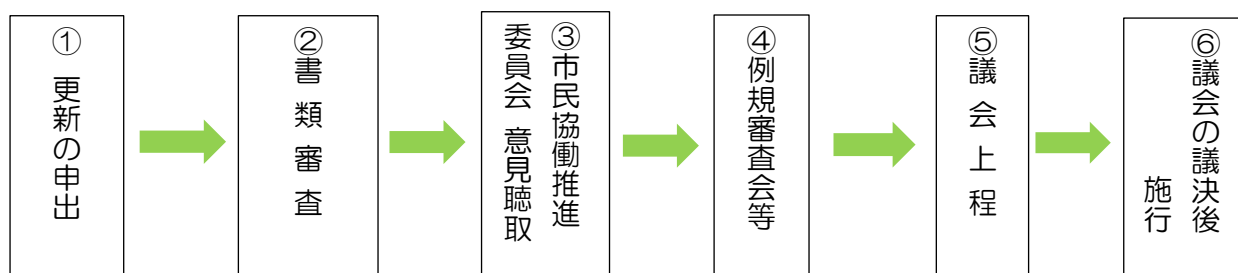 ① 更新の申出
②書類審査
③市民協働推進
委員会 意見聴取
④例規審査会等
⑤議会上程
⑥議会の議決後
施行